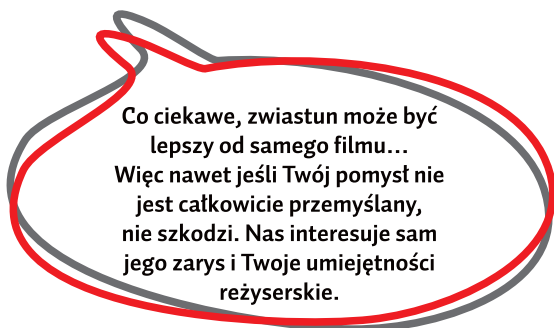 Co ciekawe, zwiastun może być
lepszy od samego filmu...
Więc nawet jeśli Twój pomysł nie
jest całkowicie przemyślany,
nie szkodzi. Nas interesuje sam
jego zarys i Twoje umiejętności
reżyserskie.